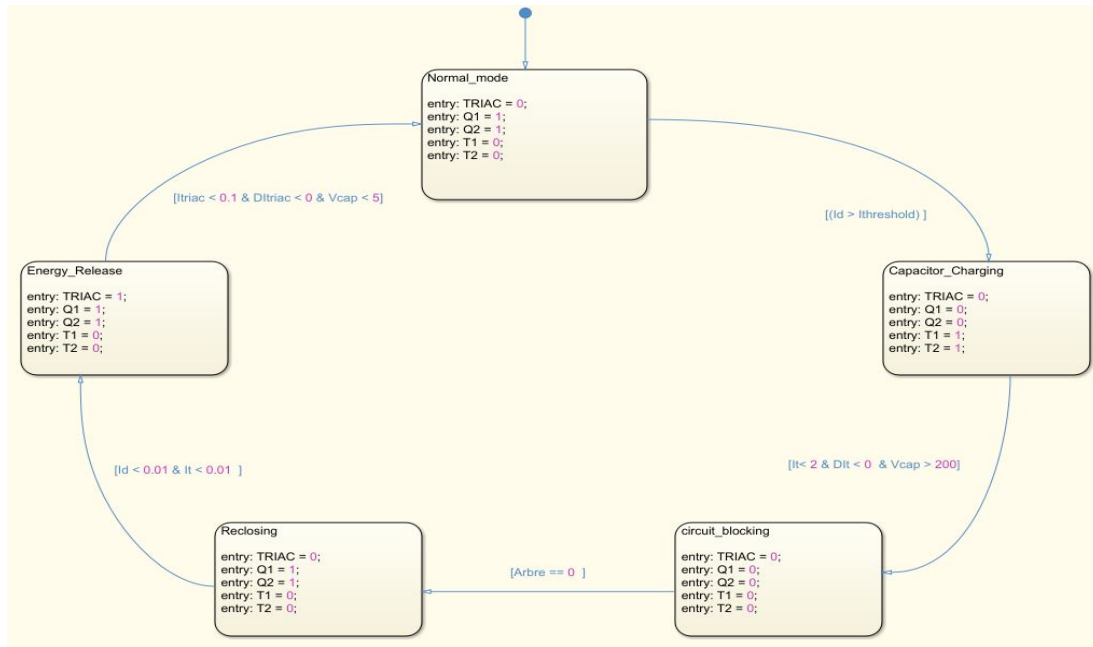 Normal_mode
entry: TRIAC = 0;
entry: Q1 = 1;
entry: Q2 = 1;
entry: T1 = 0;
entry: T2 = 0;
[Itriac < 0.1 & DItriac < 0 & Vcap < 5]
[(Id > Ithreshold) ]
Energy_Release
entry: TRIAC = 1;
entry: Q1 = 1;
entry: Q2 = 1;
entry: T1 = 0;
entry: T2 = 0;
Capacitor_Charging
entry: TRIAC = 0;
entry: Q1 = 0;
entry: Q2 = 0;
entry: T1 = 1;
entry: T2 = 1;
[Id < 0.01 & It < 0.01  ]
[It< 2 & DIt < 0  & Vcap > 200]
Reclosing
entry: TRIAC = 0;
entry: Q1 = 1;
entry: Q2 = 1;
entry: T1 = 0;
entry: T2 = 0;
[Arbre == 0  ]
circuit_blocking
entry: TRIAC = 0;
entry: Q1 = 0;
entry: Q2 = 0;
entry: T1 = 0;
entry: T2 = 0;